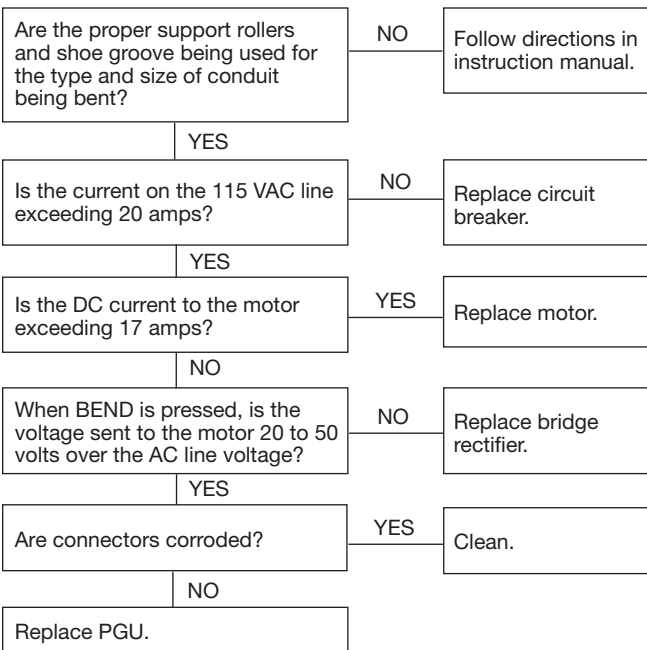 Are the proper support rollers
and shoe groove being used for
the type and size of conduit
being bent?
NO
Follow directions in
instruction manual.
YES
Is the current on the 115 VAC line
exceeding 20 amps?
NO
Replace circuit
breaker.
YES
Is the DC current to the motor
exceeding 17 amps?
YES
Replace motor.
NO
When BEND is pressed, is the
voltage sent to the motor 20 to 50
volts over the AC line voltage?
NO
Replace bridge
rectifier.
YES
Are connectors corroded?
YES
Clean.
NO
Replace PGU.